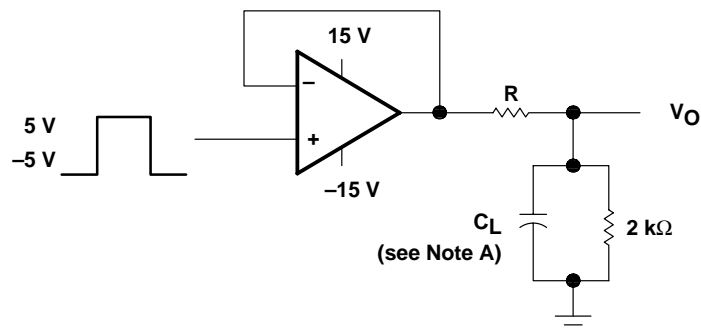 15 V
–
R
VO
5 V
–5 V
+
–15 V
CL
(see Note A)
2 kΩ